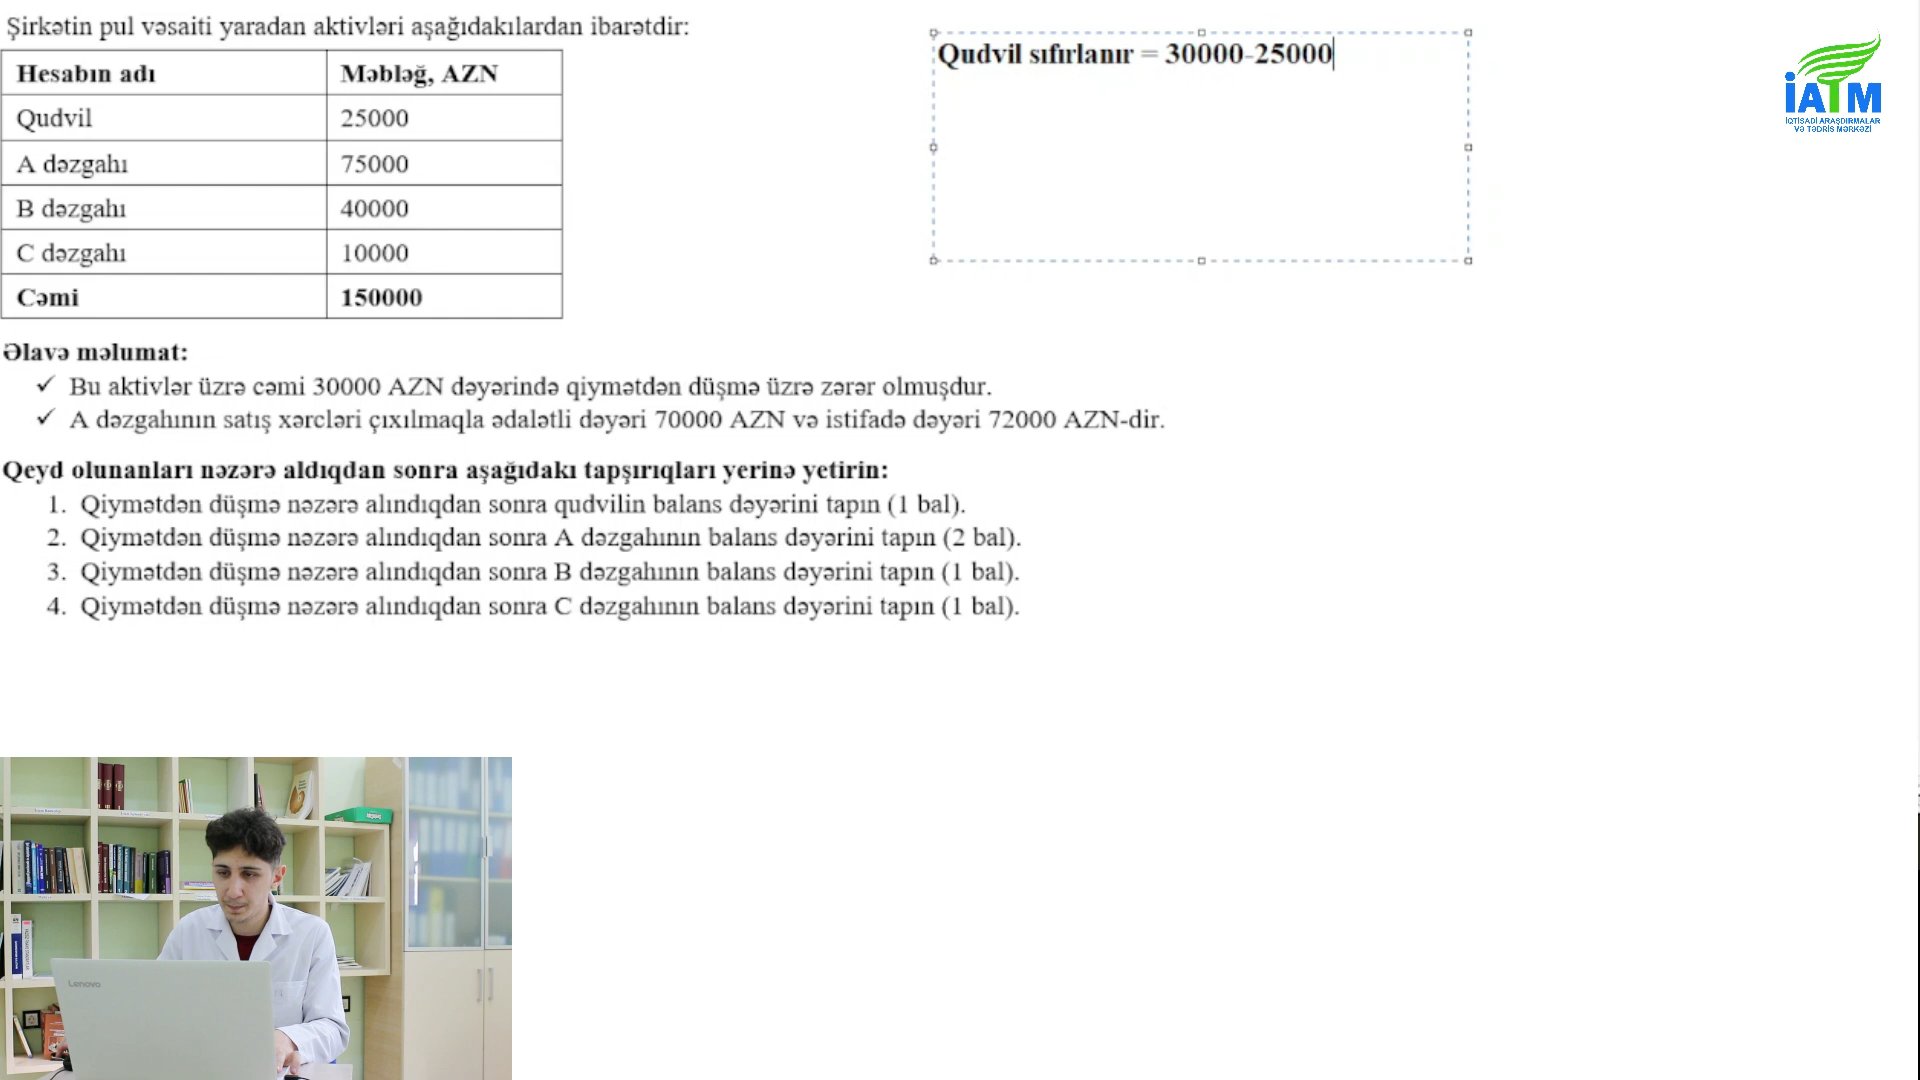 Şirkətin pul vəsaiti yaradan aktivləri aşağıdakılardan ibarətdir:
Hesabın adı Məbləğ, AZN
Qudvil 25000
A dəzgahı 75000
B dəzgahı 40000
C dəzgahı 10000
Cəmi 150000
Qudvil sıfırlanır = 30000-25000
İATM
İQTİSADİ ARAŞDIRMALAR
VƏ TƏDRİS MƏRKƏZİ
Əlavə məlumat:
✓ Bu aktivlər üzrə cəmi 30000 AZN dəyərində qiymətdən düşmə üzrə zərər olmuşdur.
✓ A dəzgahının satış xərcləri çıxılmaqla ədalətli dəyəri 70000 AZN və istifadə dəyəri 72000 AZN-dir.
Qeyd olunanları nəzərə aldıqdan sonra aşağıdakı tapşırıqları yerinə yetirin:
1. Qiymətdən düşmə nəzərə alındıqdan sonra qudvilin balans dəyərini tapın (1 bal).
2. Qiymətdən düşmə nəzərə alındıqdan sonra A dəzgahının balans dəyərini tapın (2 bal).
3. Qiymətdən düşmə nəzərə alındıqdan sonra B dəzgahının balans dəyərini tapın (1 bal).
4. Qiymətdən düşmə nəzərə alındıqdan sonra C dəzgahının balans dəyərini tapın (1 bal).
Lenovo